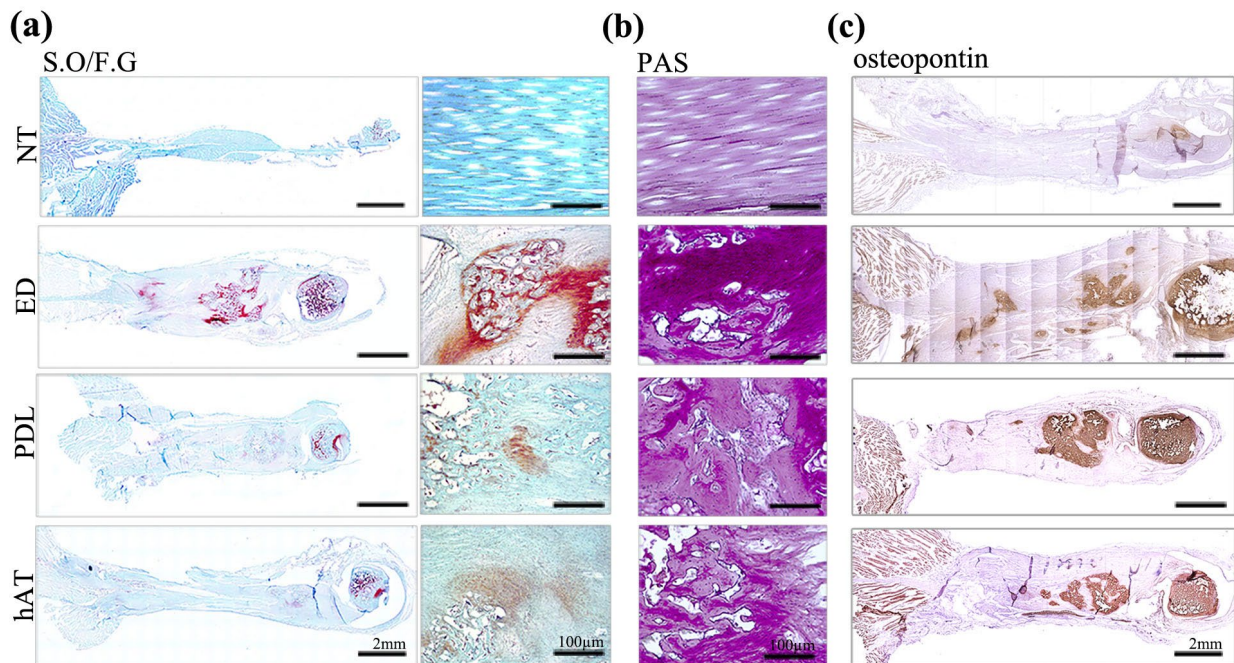 (a)
(b)
(c)
S.O/F.G
PAS
osteopontin
NT
ED
PDL
hAT
2mm
100µm
100µm
2mm